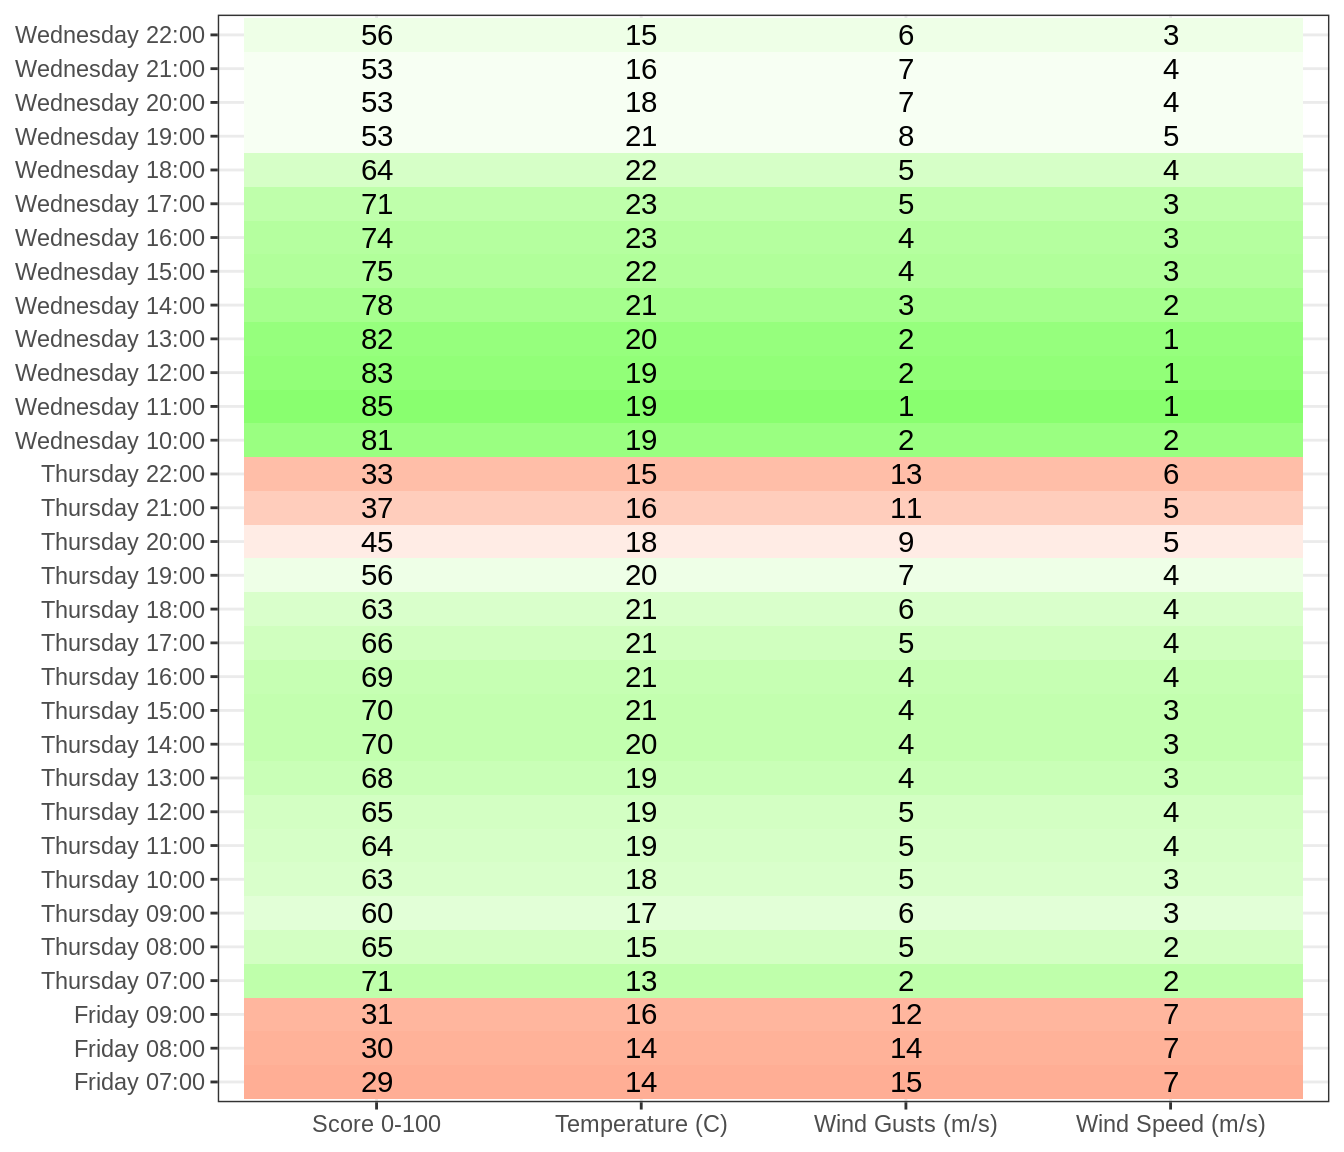 Wednesday 22:00 56 15 6 3
Wednesday 21:00 53 16 7 4
Wednesday 20:00 53 18 7 4
Wednesday 19:00 53 21 8 5
Wednesday 18:00 64 22 5 4
Wednesday 17:00 71 23 5 3
Wednesday 16:00 74 23 4 3
Wednesday 15:00 75 22 4 3
Wednesday 14:00 78 21 3 2
Wednesday 13:00 82 20 2 1
Wednesday 12:00 83 19 2 1
Wednesday 11:00 85 19 1 1
Wednesday 10:00 81 19 2 2
Thursday 22:00 33 15 13 6
Thursday 21:00 37 16 11 5
Thursday 20:00 45 18 9 5
Thursday 19:00 56 20 7 4
Thursday 18:00 63 21 6 4
Thursday 17:00 66 21 5 4
Thursday 16:00 69 21 4 4
Thursday 15:00 70 21 4 3
Thursday 14:00 70 20 4 3
Thursday 13:00 68 19 4 3
Thursday 12:00 65 19 5 4
Thursday 11:00 64 19 5 4
Thursday 10:00 63 18 5 3
Thursday 09:00 60 17 6 3
Thursday 08:00 65 15 5 2
Thursday 07:00 71 13 2 2
Friday 09:00 31 16 12 7
Friday 08:00 30 14 14 7
Friday 07:00 29 14 15 7
Score 0-100 Temperature (C) Wind Gusts (m/s) Wind Speed (m/s)